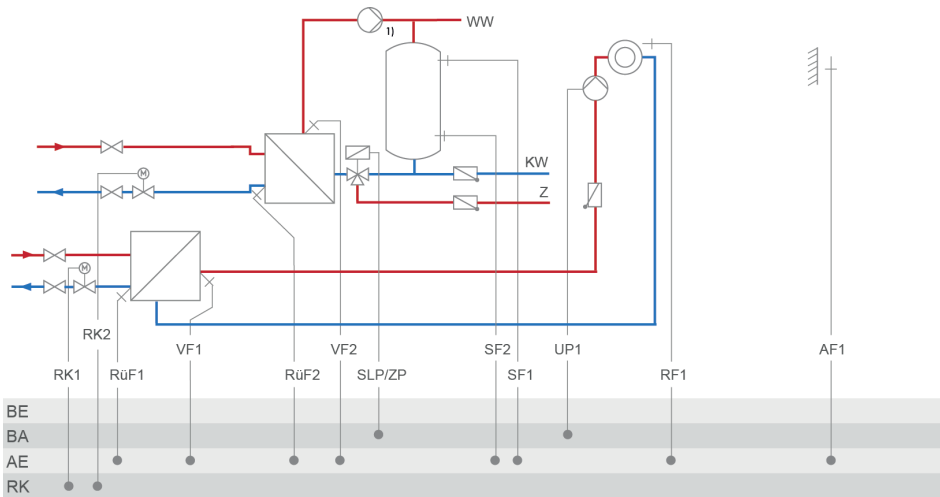 1)
WW
KW
Z
M
M
RK2
VF1
VF2
SF2
UP1
AF1
RK1
RüF1
RüF2
SLP/ZP
SF1
RF1
BE
BA
AE
RK